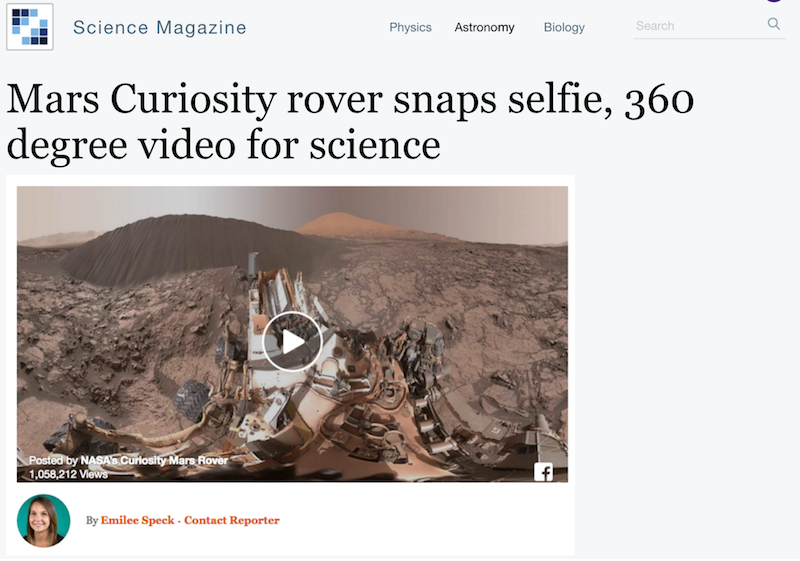 Science Magazine
Physics Astronomy Biology
Search
Mars Curiosity rover snaps selfie, 360
degree video for science
Posted by NASA's Curiosity Mars Rover
1,058,212 Views
By Emilee Speck - Contact Reporter